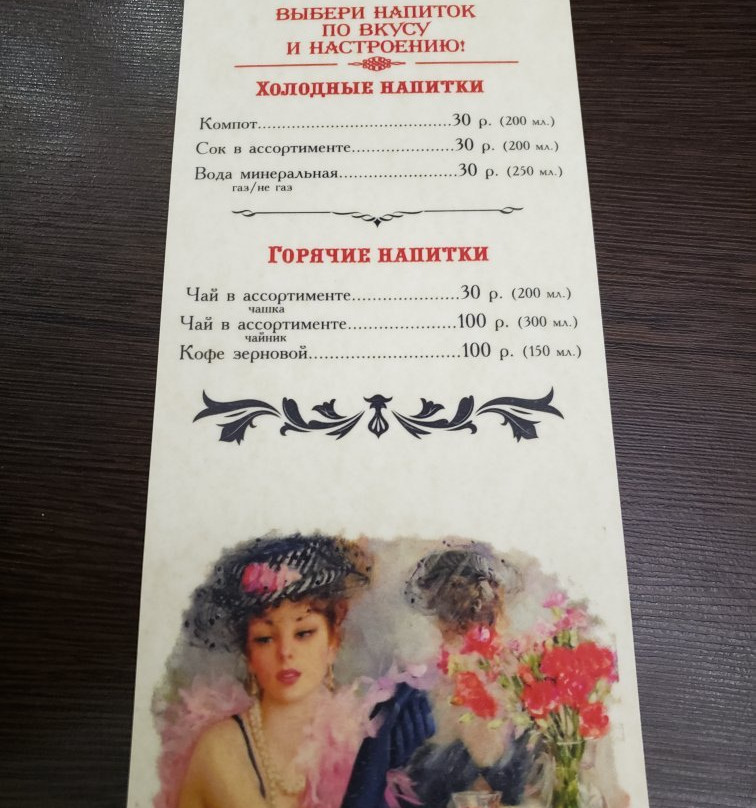 ВЫБЕРИ НАПИТОК
ПО ВКУСУ
И НАСТРОЕНИЮ!
Холодные напитки
Компот.....................................30 р. (200 мл.)
Сок в ассортименте....................30 р. (200 мл.)
Вода минеральная.......................30 р. (250 мл.)
газ/не газ
Горячие напитки
Чай в ассортименте.....................30 р. (200 мл.)
чашка
Чай в ассортименте.....................100 р. (300 мл.)
чайник
Кофе зерновой.............................100 р. (150 мл.)